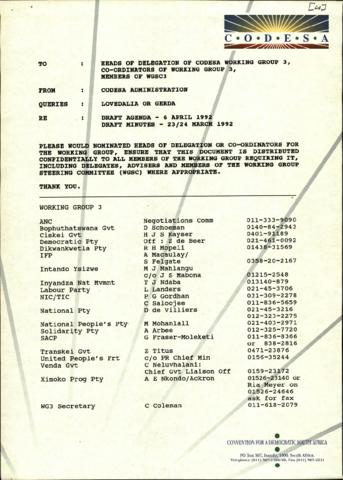 [4]
C·O·D·E·S·A
TO : HEADS OF DELEGATION OF CODESA WORKING GROUP 3,
CO-ORDINATORS OF WORKING GROUP 3,
MEMBERS OF WGSC3
FROM : CODESA ADMINISTRATION
QUERIES : LOVEDALIA OR GERDA
RE : DRAFT AGENDA - 6 APRIL 1992
DRAFT MINUTES - 23/24 MARCH 1992
PLEASE WOULD NOMINATED HEADS OF DELEGATION OR CO-ORDINATORS FOR
THE WORKING GROUP, ENSURE THAT THIS DOCUMENT IS DISTRIBUTED
CONFIDENTIALLY TO ALL MEMBERS OF THE WORKING GROUP REQUIRING IT,
INCLUDING DELEGATES, ADVISERS AND MEMBERS OF THE WORKING GROUP
STEERING COMMITTEE (WGSC) WHERE APPROPRIATE.
THANK YOU.
WORKING GROUP 3
ANC Negotiations Comm 011-333-9090
Bophuthatswana Gvt D Schoeman 0140-84-2943
Ciskei Gvt H J S Kayser 0401-91189
Democratic Pty Off : Z de Beer 021-461-0092
Dikwankwetla Pty R H Mopeli 01438-31569
IFP A Macaulay/
S Felgate 0358-20-2167
Intando Ysizwe M J Mahlangu
c/o J S Mabona 01215-2548
Inyandza Nat Mvmnt T J Ndaba 013140-879
Labour Party L Landers 021-45-3706
NIC/TIC P G Gordhan 031-309-3278
C Saloojee 011-836-5659
National Pty D de Villiers 021-45-3216
012-323-2275
National People's Pty M Mohanlall 021-403-2971
Solidarity Pty A Arbee 012-325-7720
SACP G Fraser-Moleketi 011-836-8366
or 838-2816
Transkei Gvt Z Titus 0471-23876
United People's Frt c/o PR Chief Min 0156-35244
Venda Gvt C Neluvhalani:
Chief Gvt Liaison Off 0159-23172
Ximoko Prog Pty A E Nkondo/Ackron 01526-23140 or
Ria Meyer on
01526-24646
ask for fax
WG3 Secretary C Coleman 011-618-2079
CONVENTION FOR A DEMOCRATIC SOUTH AFRICA
South Africa.